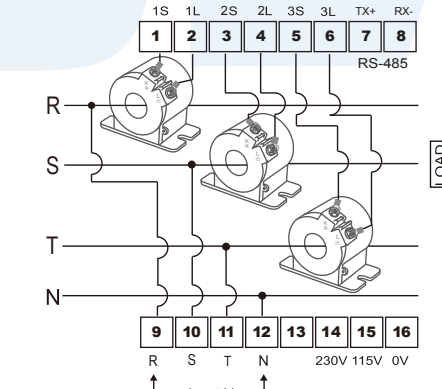 1S 1L 2S 2L 3S 3L TX+ RX-
1 2 3 4 5 6 7 8
RS-485
R
S
LOAD
T
N
9 10 11 12 13 14 15 16
R S T N 230V 115V 0V